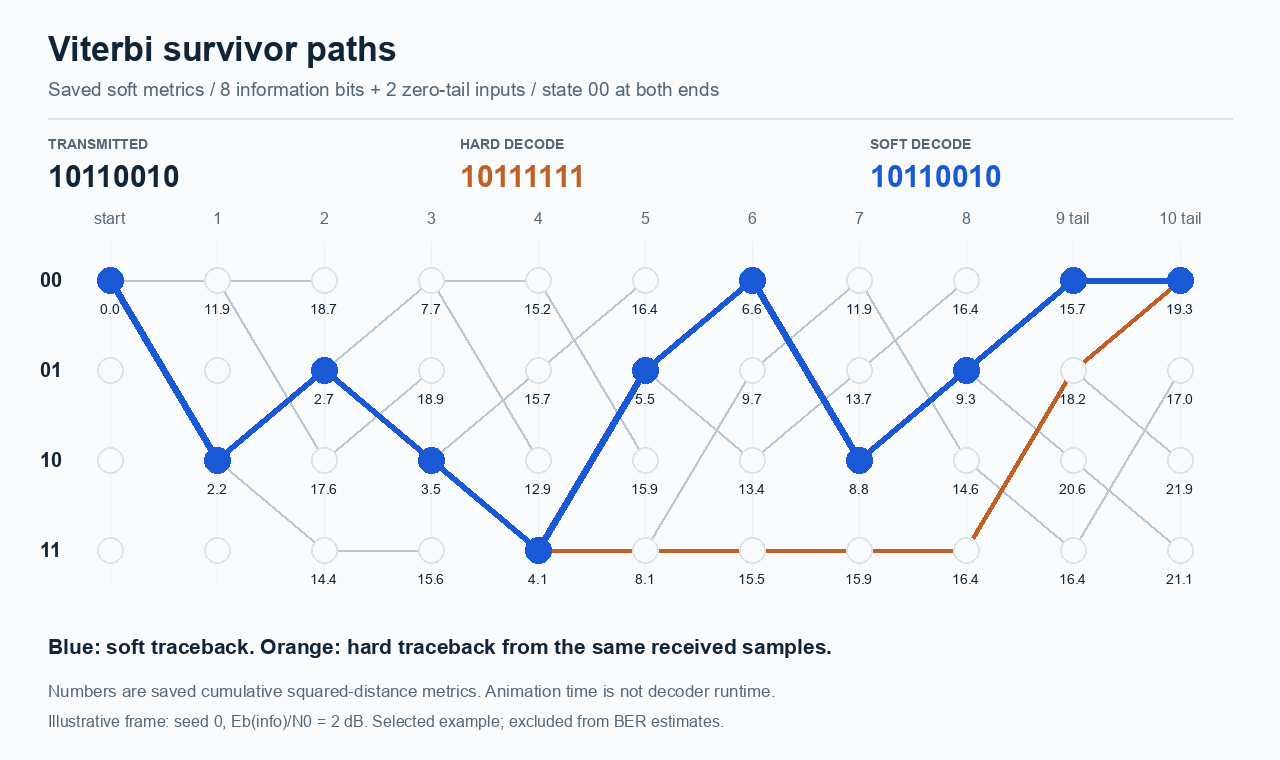 Viterbi survivor paths
Saved soft metrics / 8 information bits + 2 zero-tail inputs / state 00 at both ends
TRANSMITTED HARD DECODE SOFT DECODE
10110010 10111111 10110010
start 1 2 3 4 5 6 7 8 9 tail 10 tail
00
0.0 11.9 18.7 7.7 15.2 16.4 6.6 11.9 16.4 15.7 19.3
01
2.7 18.9 15.7 5.5 9.7 13.7 9.3 18.2 17.0
10
2.2 17.6 3.5 12.9 15.9 13.4 8.8 14.6 20.6 21.9
11
14.4 15.6 4.1 8.1 15.5 15.9 16.4 16.4 21.1
Blue: soft traceback. Orange: hard traceback from the same received samples.
Numbers are saved cumulative squared-distance metrics. Animation time is not decoder runtime.
Illustrative frame: seed 0, Eb(info)/N0 = 2 dB. Selected example; excluded from BER estimates.